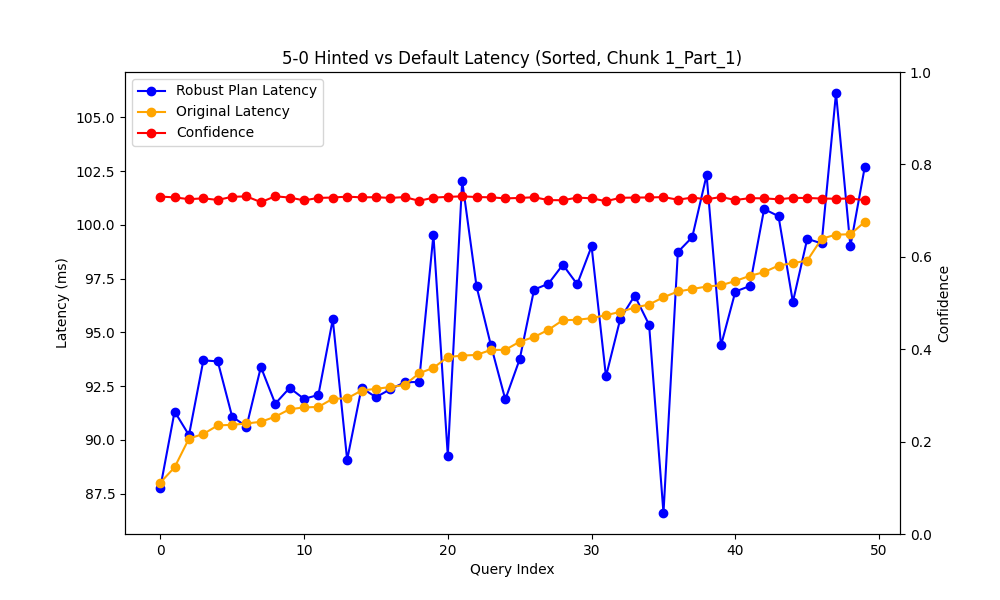 5-0 Hinted vs Default Latency (Sorted, Chunk 1_Part_1)
Robust Plan Latency
Original Latency
Confidence
105.0
102.5
100.0
97.5
95.0
92.5
90.0
87.5
Latency (ms)
1.0
0.8
0.6
0.4
0.2
0.0
Confidence
0 10 20 30 40 50
Query Index